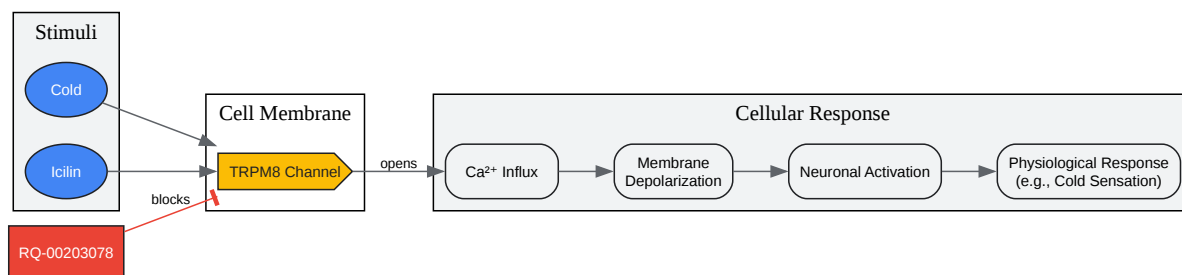 Stimuli
Cold
Icilin
RQ-00203078
blocks
Cell Membrane
TRPM8 Channel
opens
Cellular Response
Ca²⁺ Influx
Membrane
Depolarization
Neuronal Activation
Physiological Response
(e.g., Cold Sensation)